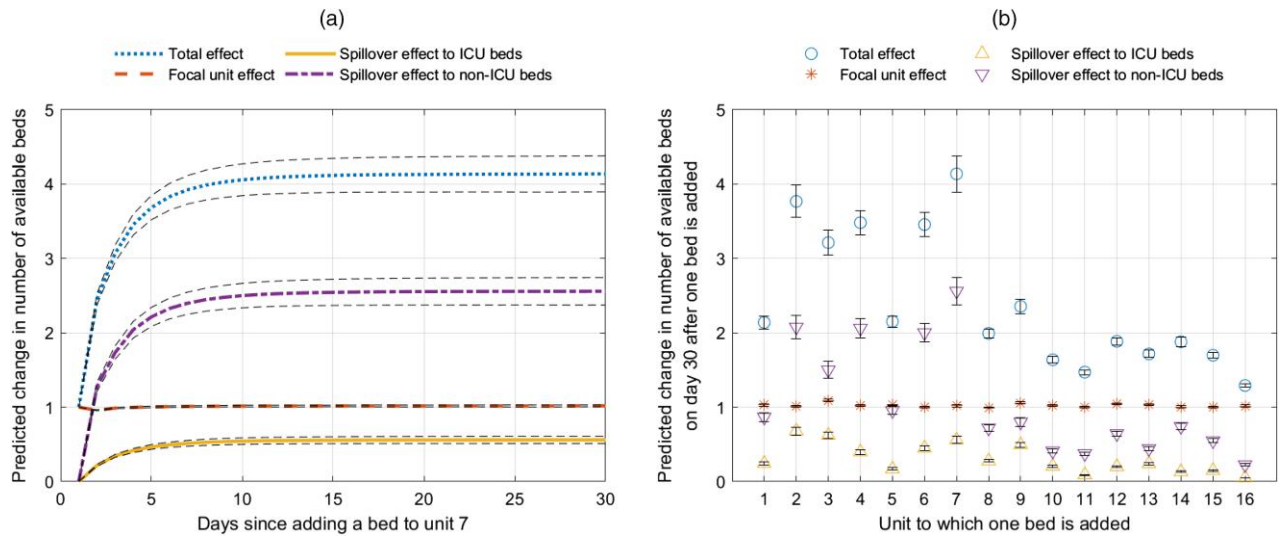 (a)
Total effect
Spillover effect to ICU beds
Focal unit effect
Spillover effect to non-ICU beds
Predicted change in number of available beds
5
4
3
2
1
0
0 5 10 15 20 25 30
Days since adding a bed to unit 7
(b)
Total effect
Spillover effect to ICU beds
Focal unit effect
Spillover effect to non-ICU beds
Predicted change in number of available beds
on day 30 after one bed is added
5
4
3
2
1
0
1 2 3 4 5 6 7 8 9 10 11 12 13 14 15 16
Unit to which one bed is added